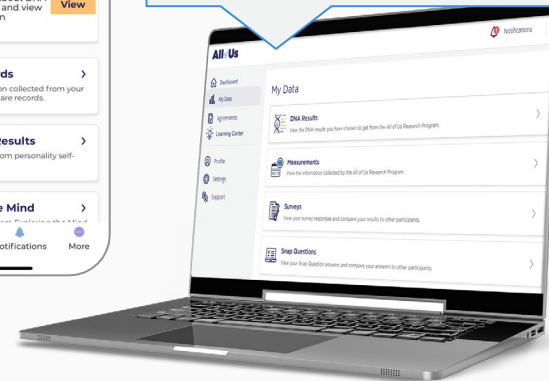 and view
View
ds
on collected from your
are records.
Results
om personality self-
e Mind
otifications
More
All of Us
Notifications
Dashboard
My Data
Agreements
Learning Center
Profile
Settings
Support
My Data
DNA Results
View the DNA results you have chosen to get from the All of Us Research Program.
Measurements
View the information collected by the All of Us Research Program.
Surveys
View your survey responses and compare your results to other participants.
Snap Questions
View your Snap Question answers and compare your answers to other participants.